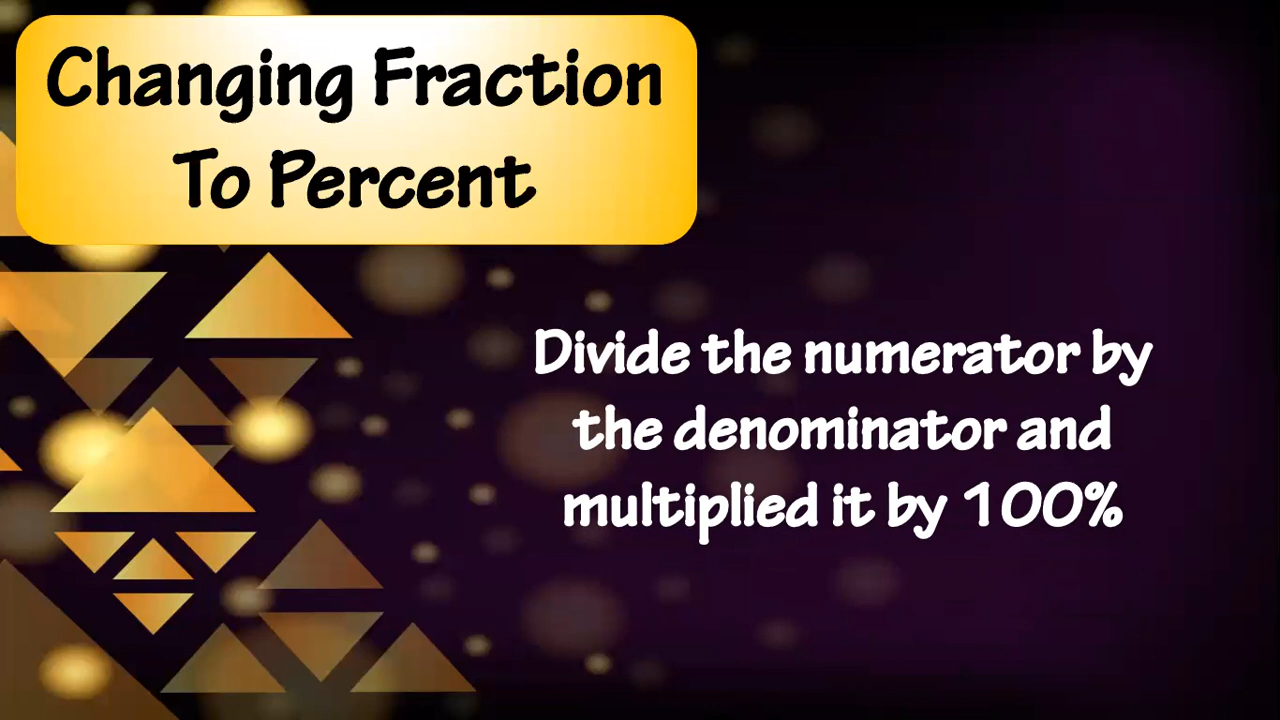 Changing Fraction
To Percent
Divide the numerator by
the denominator and
multiplied it by 100%